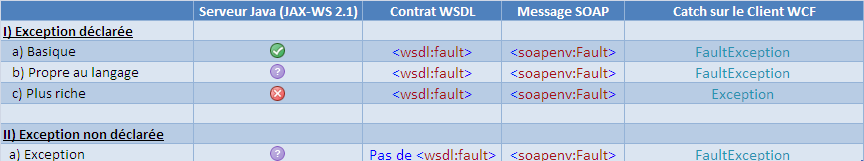 Serveur Java (JAX-WS 2.1) Contrat WSDL Message SOAP Catch sur le Client WCF
I) Exception déclarée
a) Basique <wsdl:fault> <soapenv:Fault> FaultException
b) Propre au langage ? <wsdl:fault> <soapenv:Fault> FaultException
c) Plus riche <wsdl:fault> <soapenv:Fault> Exception
II) Exception non déclarée
a) Exception ? Pas de <wsdl:fault> <soapenv:Fault> FaultException